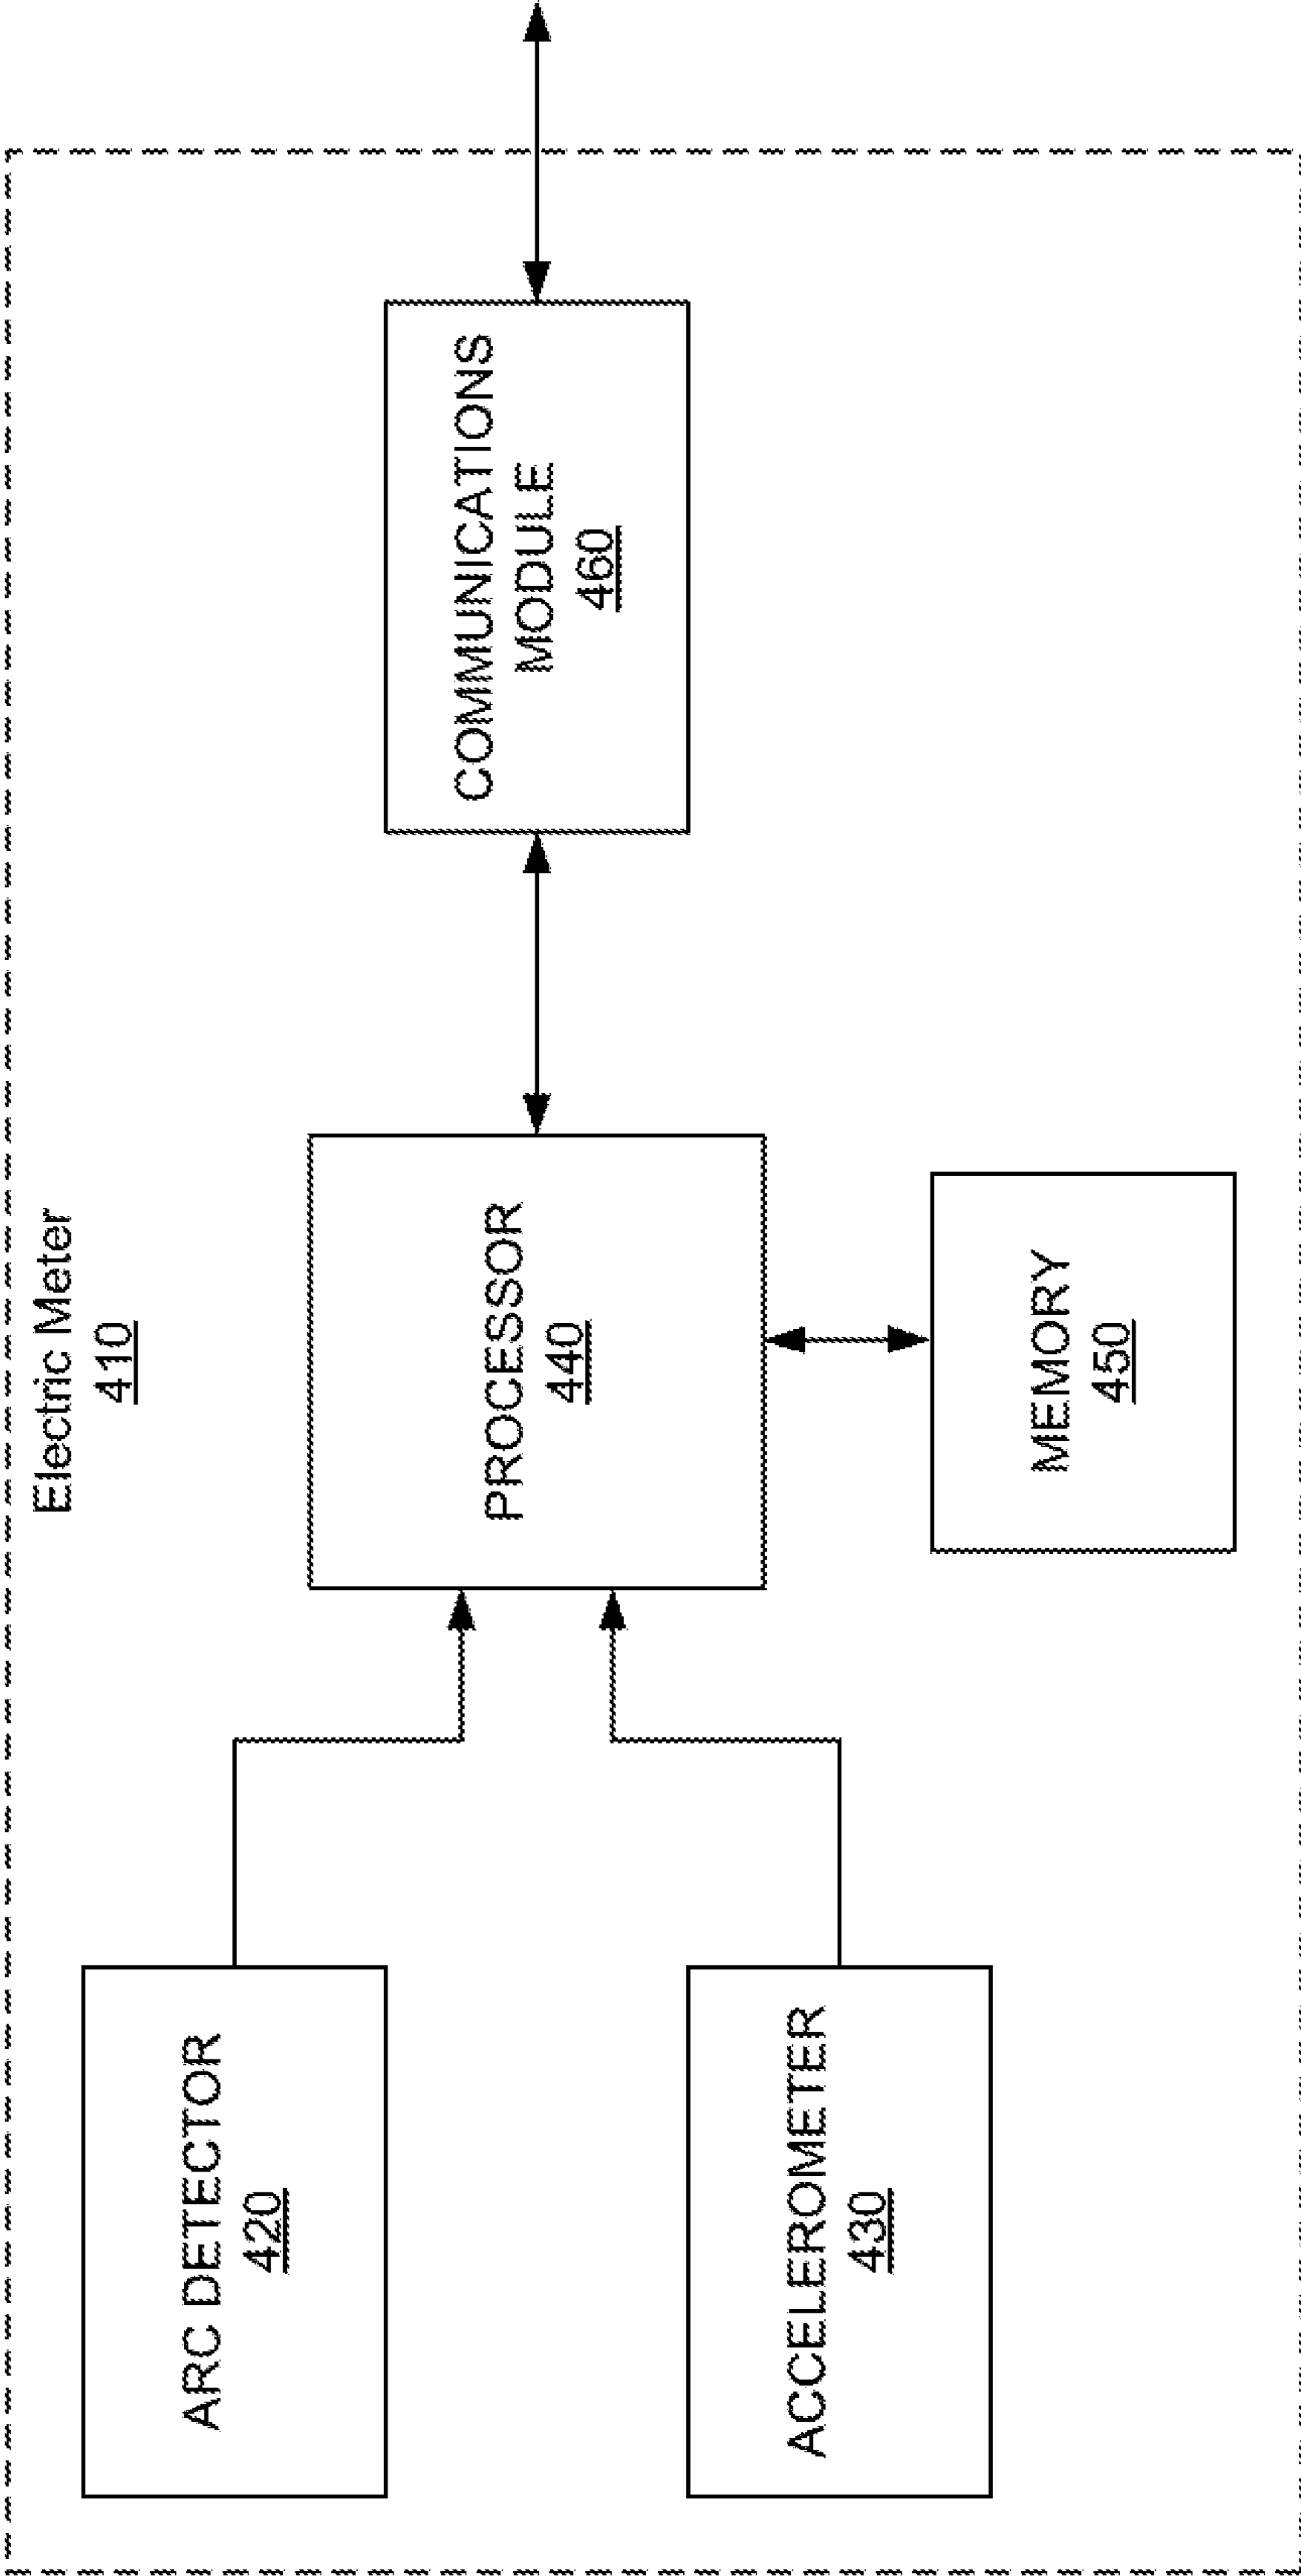 Electric Meter
410
ARC DETECTOR
420
ACCELEROMETER
430
PROCESSOR
440
MEMORY
450
COMMUNICATIONS
MODULE
460